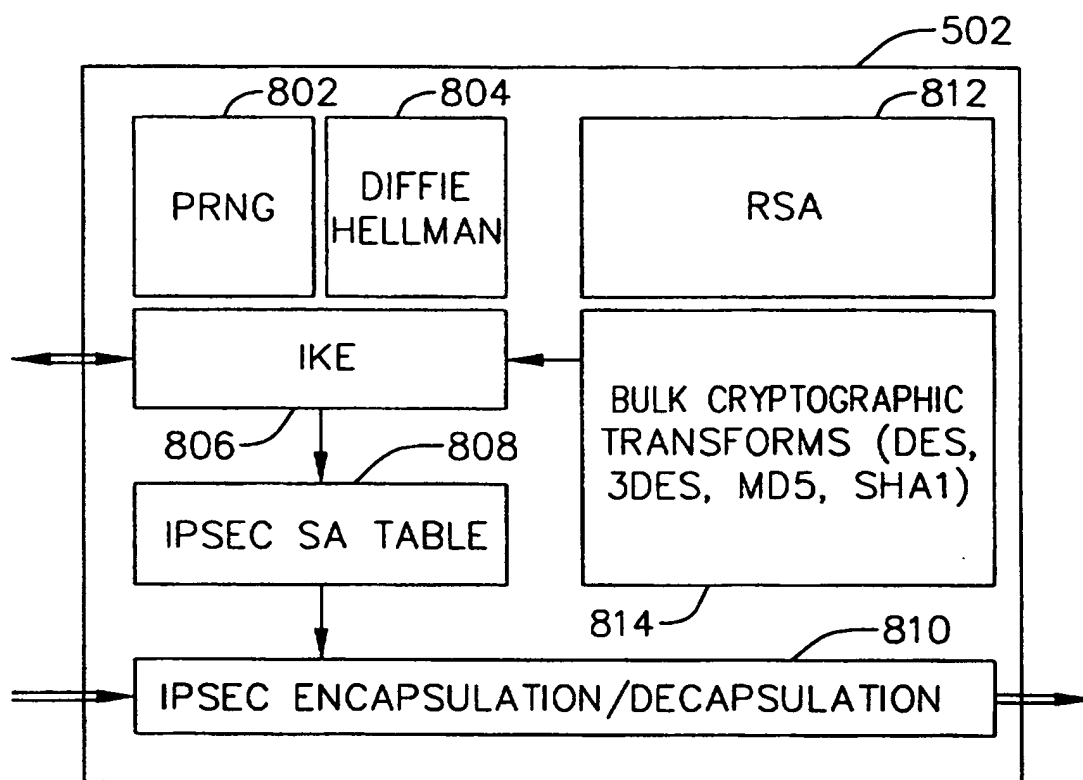 502
802
804
812
PRNG
DIFFIE
HELLMAN
RSA
IKE
806
808
BULK CRYPTOGRAPHIC
TRANSFORMS (DES,
3DES, MD5, SHA1)
IPSEC SA TABLE
814
810
IPSEC ENCAPSULATION/DECAPSULATION